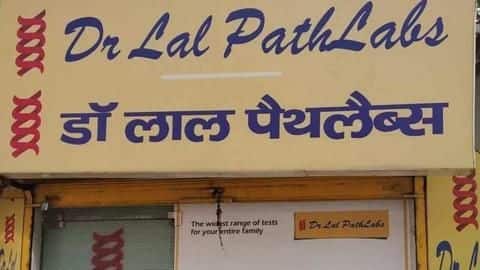 Dr Lal PathLabs
डॉ लाल पैथलैब्स
The widest range of tests
for your entire family
Dr Lal PathLabs